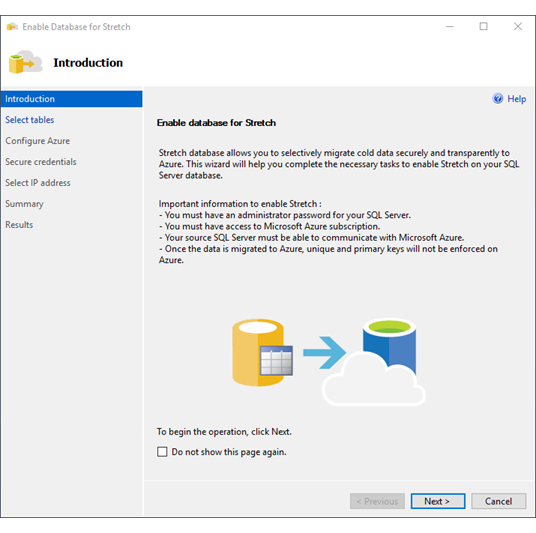 Enable Database for Stretch
Introduction
Introduction
Select tables
Configure Azure
Secure credentials
Select IP address
Summary
Results
Help
Enable database for Stretch
Stretch database allows you to selectively migrate cold data securely and transparently to
Azure. This wizard will help you complete the necessary tasks to enable Stretch on your SQL
Server database.
Important information to enable Stretch :
- You must have an administrator password for your SQL Server.
- You must have access to Microsoft Azure subscription.
- Your source SQL Server must be able to communicate with Microsoft Azure.
- Once the data is migrated to Azure, unique and primary keys will not be enforced on
Azure.
To begin the operation, click Next.
Do not show this page again.
< Previous
Next >
Cancel